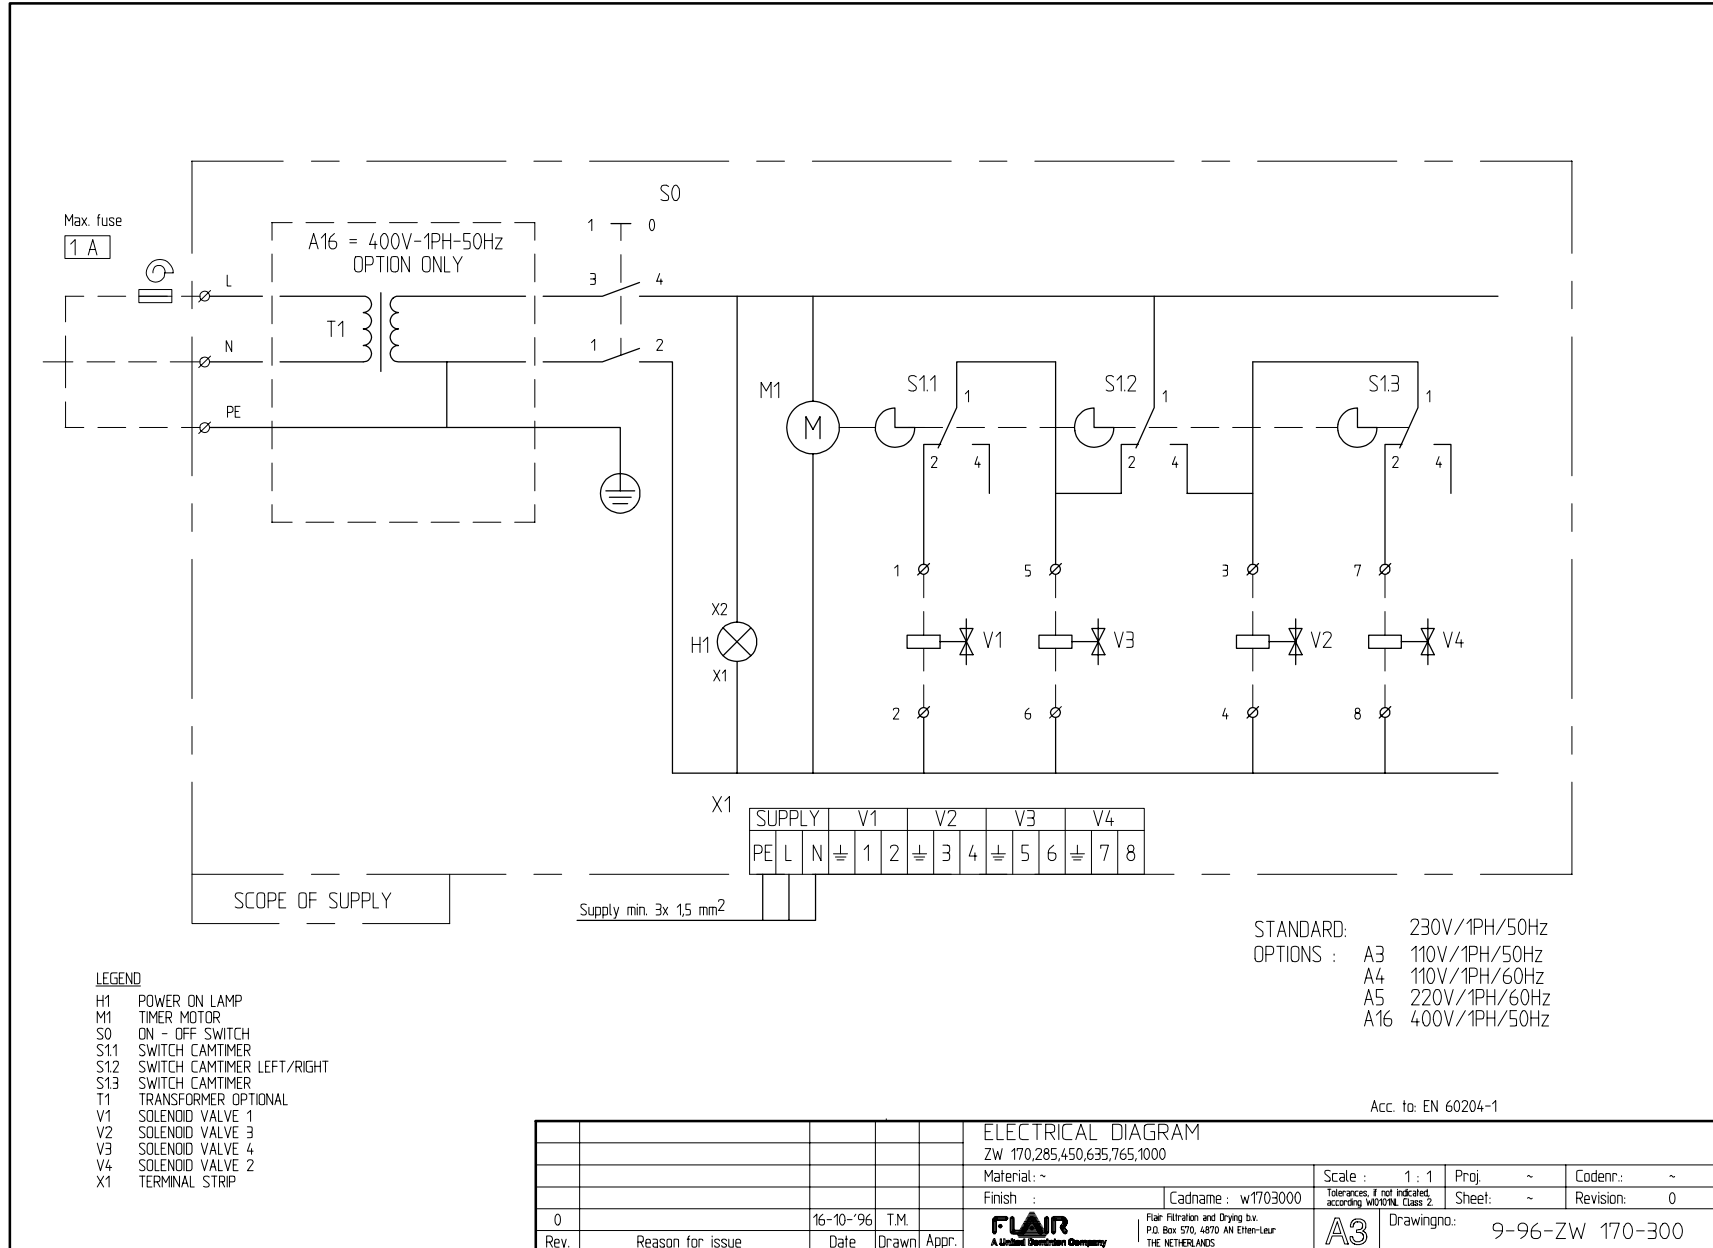 S0
Max. fuse
1 A
1 0
A16 = 400V-1PH-50Hz
OPTION ONLY
3 4
L
T1
N
1 2
PE
M1
M
S1.1
1
2 4
S1.2
1
2 4
S1.3
1
2 4
1 5 3 7
X2
H1
X1
V1 V3 V2 V4
2 6 4 8
X1
SUPPLY V1 V2 V3 V4
PE L N 1 2 3 4 5 6 7 8
SCOPE OF SUPPLY
Supply min. 3x 1,5 mm2
STANDARD: 230V/1PH/50Hz
OPTIONS : A3 110V/1PH/50Hz
A4 110V/1PH/60Hz
A5 220V/1PH/60Hz
A16 400V/1PH/50Hz
LEGEND
H1 POWER ON LAMP
M1 TIMER MOTOR
S0 ON - OFF SWITCH
S1.1 SWITCH CAMTIMER
S1.2 SWITCH CAMTIMER LEFT/RIGHT
S1.3 SWITCH CAMTIMER
T1 TRANSFORMER OPTIONAL
V1 SOLENOID VALVE 1
V2 SOLENOID VALVE 3
V3 SOLENOID VALVE 4
V4 SOLENOID VALVE 2
X1 TERMINAL STRIP
Acc. to: EN 60204-1
ELECTRICAL DIAGRAM
ZW 170,285,450,635,765,1000
Material: ~ Scale : 1 : 1 Proj. ~ Codenr.: ~
Finish : Cadname : w1703000 Tolerances, if not indicated, according WI0101NL Class 2. Sheet: ~ Revision: 0
0 16-10-'96 T.M.
Rev. Reason for issue Date Drawn Appr.
FLAIR
A United Dominion Company
Flair Filtration and Drying b.v.
P.O. Box 570, 4870 AN Etten-Leur
THE NETHERLANDS
A3 Drawingno.: 9-96-ZW 170-300